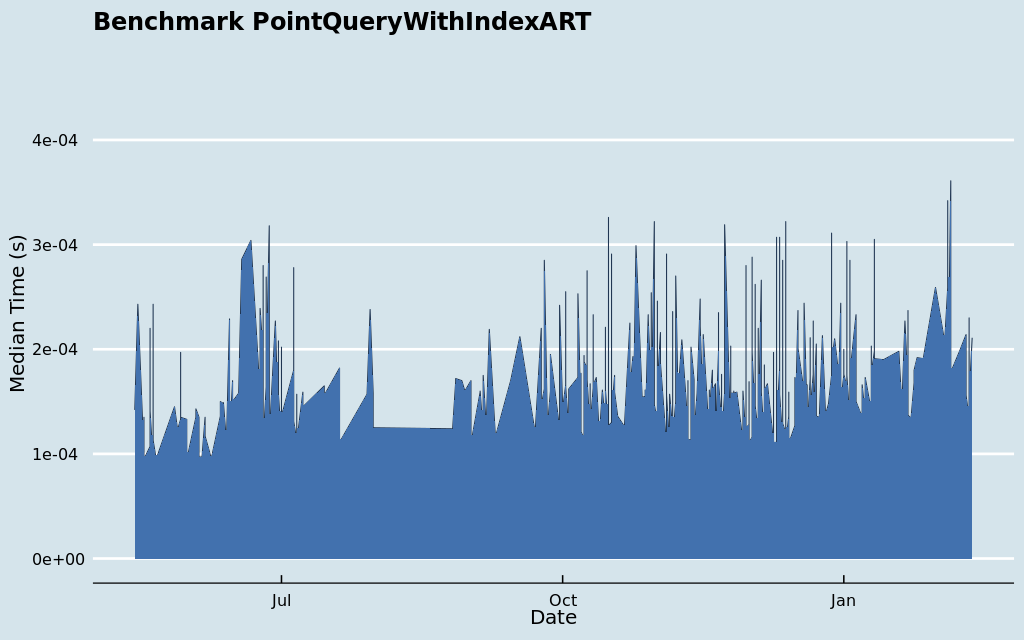 Benchmark PointQueryWithIndexART
Median Time (s)
4e-04
3e-04
2e-04
1e-04
0e+00
Jul
Oct
Jan
Date